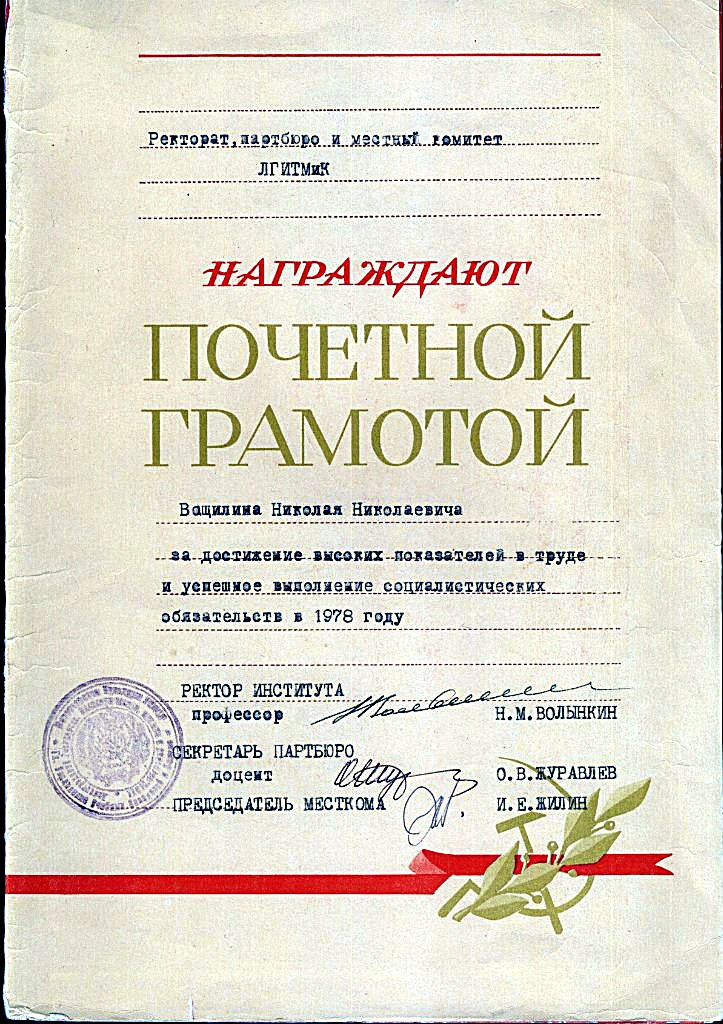 Ректорат, партбюро и местный комитет
ЛГИТМиК
НАГРАЖДАЮТ
ПОЧЕТНОЙ
ГРАМОТОЙ
Ващилина Николая Николаевича
за достижение высоких показателей в труде
и успешное выполнение социалистических
обязательств в 1978 году
РЕКТОР ИНСТИТУТА
профессор Н.М.ВОЛЫНКИН
СЕКРЕТАРЬ ПАРТБЮРО
доцент О.В.ЖУРАВЛЕВ
ПРЕДСЕДАТЕЛЬ МЕСТКОМА И.Е.ЖИЛИН